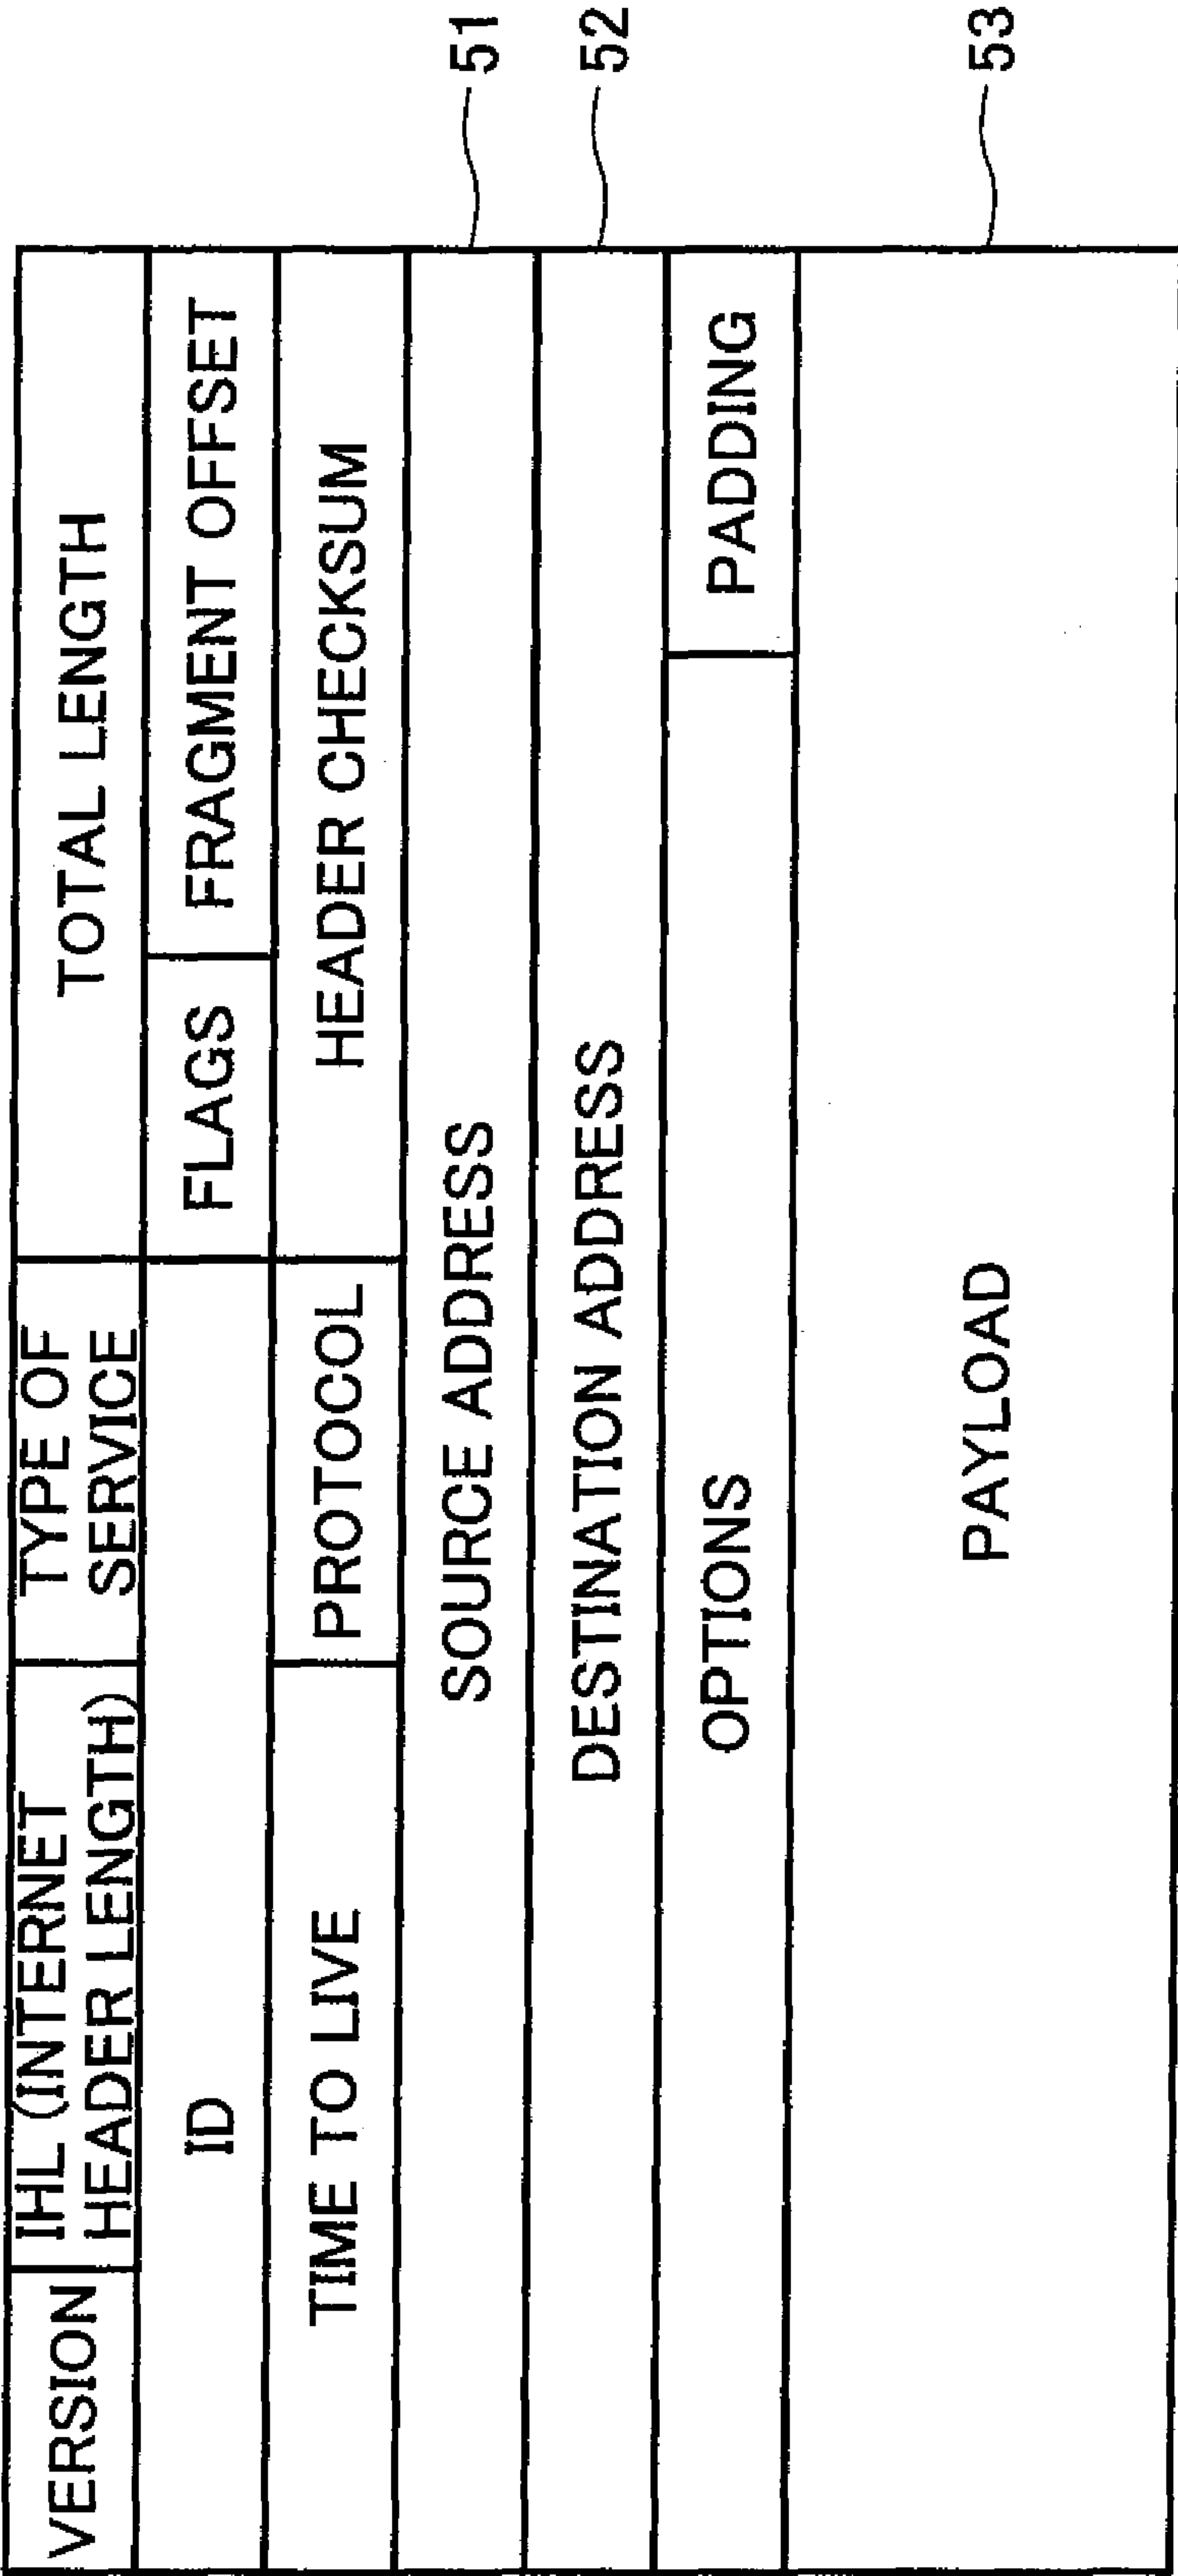 VERSION
IHL (INTERNET
HEADER LENGTH)
TYPE OF
SERVICE
TOTAL LENGTH
ID
FLAGS
FRAGMENT OFFSET
TIME TO LIVE
PROTOCOL
HEADER CHECKSUM
SOURCE ADDRESS
51
DESTINATION ADDRESS
52
OPTIONS
PADDING
PAYLOAD
53